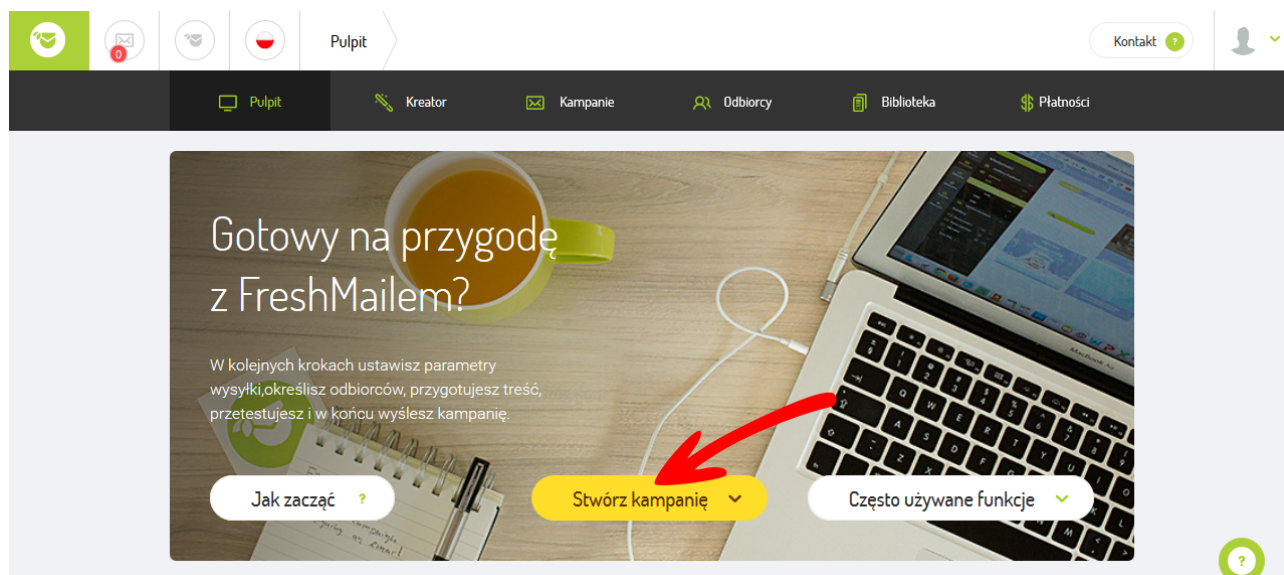 0
Pulpit
Kontakt ?
Pulpit
Kreator
Kampanie
Odbiorcy
Biblioteka
Płatności
Gotowy na przygodę
z FreshMailem?
W kolejnych krokach ustawisz parametry
wysyłki,określisz odbiorców, przygotujesz treść,
przetestujesz i w końcu wyślesz kampanię.
Jak zacząć ?
Stwórz kampanię
Często używane funkcje
?